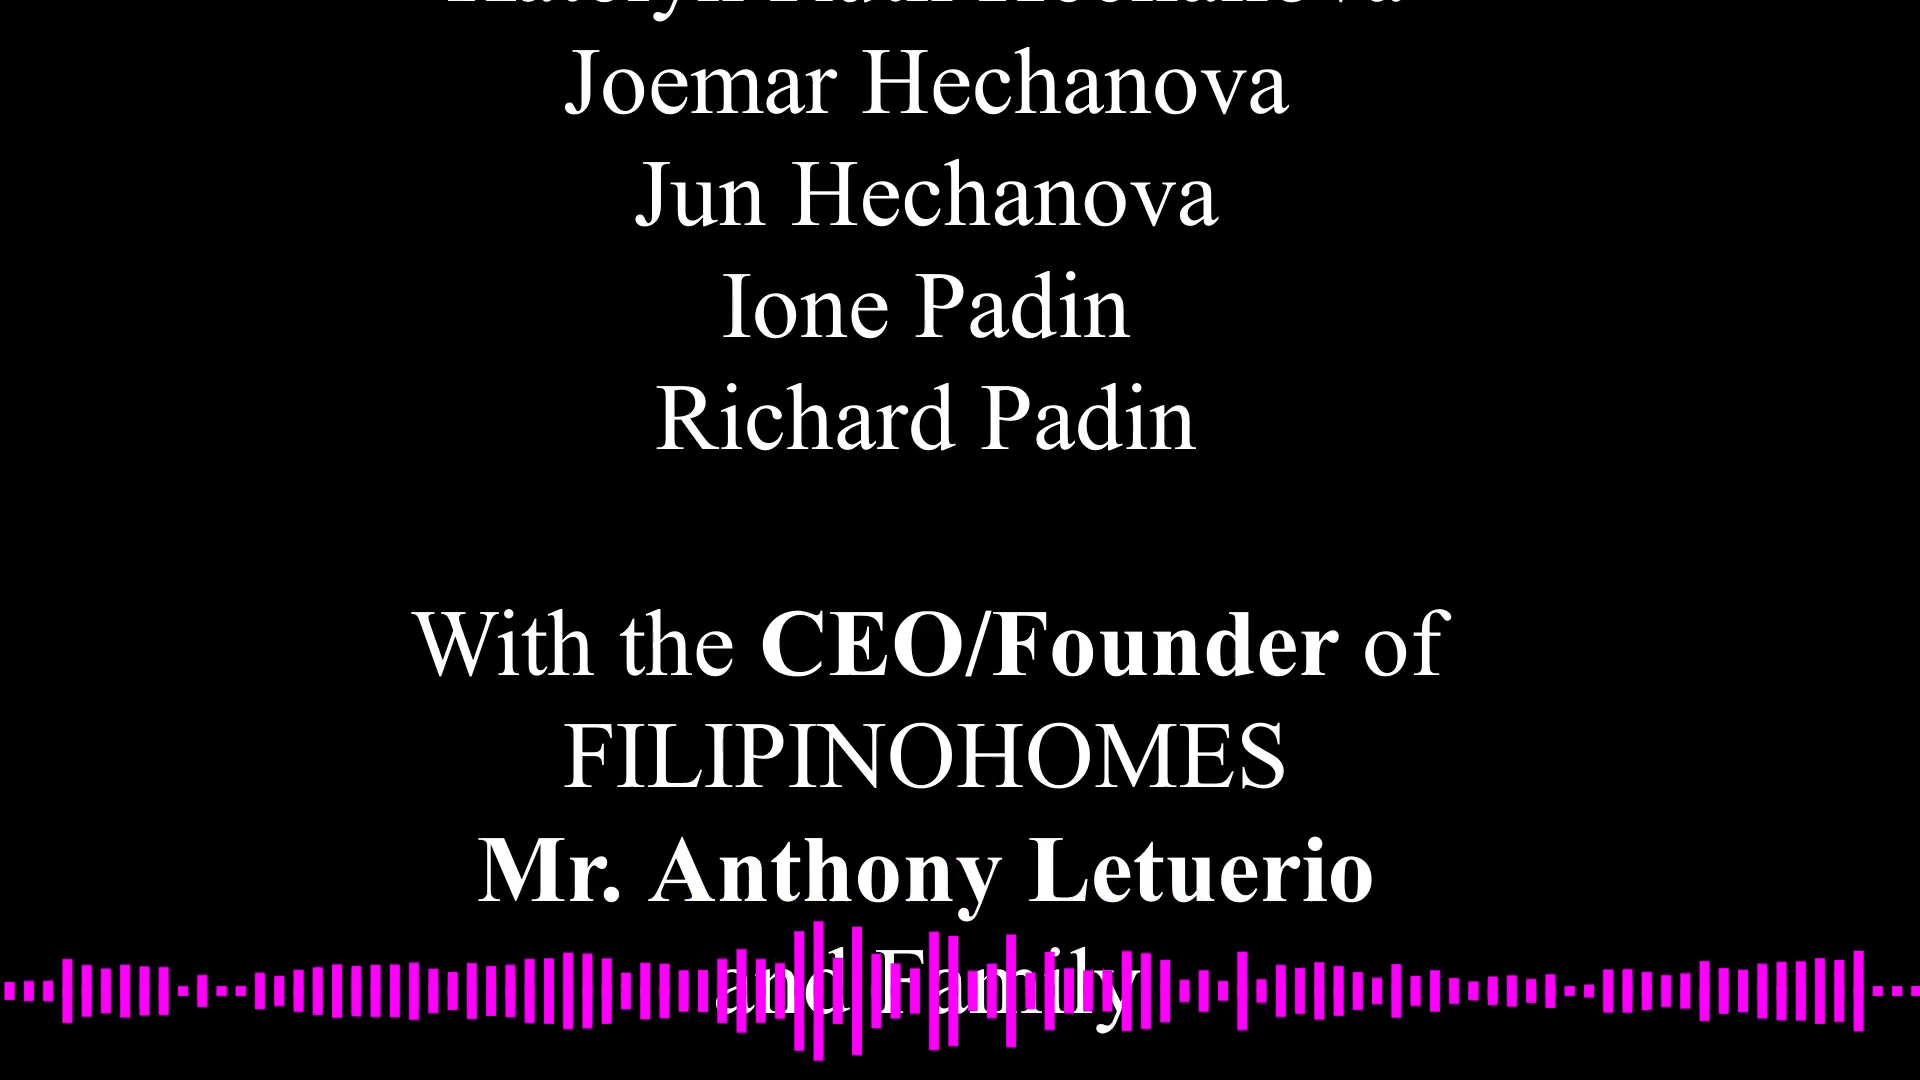 Hechanova
Joemar Hechanova
Jun Hechanova
Ione Padin
Richard Padin
With the CEO/Founder of
FILIPINOHOMES
Mr. Anthony Letuerio
and Family